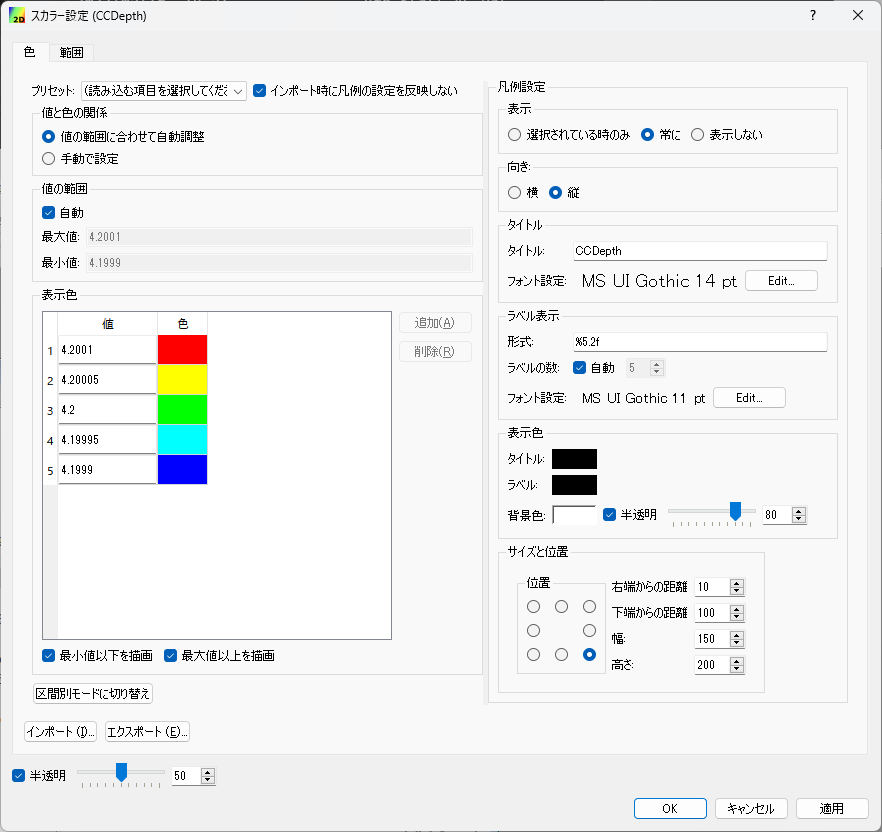 2D スカラー設定 (CCDepth) ?
色 範囲
プリセット: (読み込む項目を選択してくださ インポート時に凡例の設定を反映しない
値と色の関係
値の範囲に合わせて自動調整
手動で設定
値の範囲
自動
最大値: 4.2001
最小値: 4.1999
表示色
値 色
1 4.2001
2 4.20005
3 4.2
4 4.19995
5 4.1999
追加(A)
削除(R)
最小値以下を描画 最大値以上を描画
区間別モードに切り替え
インポート (I)... エクスポート (E)...
凡例設定
表示
選択されている時のみ 常に 表示しない
向き:
横 縦
タイトル
タイトル: CCDepth
フォント設定: MS UI Gothic 14 pt Edit...
ラベル表示
形式: %5.2f
ラベルの数: 自動 5
フォント設定: MS UI Gothic 11 pt Edit...
表示色
タイトル:
ラベル:
背景色: 半透明 80
サイズと位置
位置
右端からの距離 10
下端からの距離 100
幅: 150
高さ: 200
半透明 50
OK キャンセル 適用